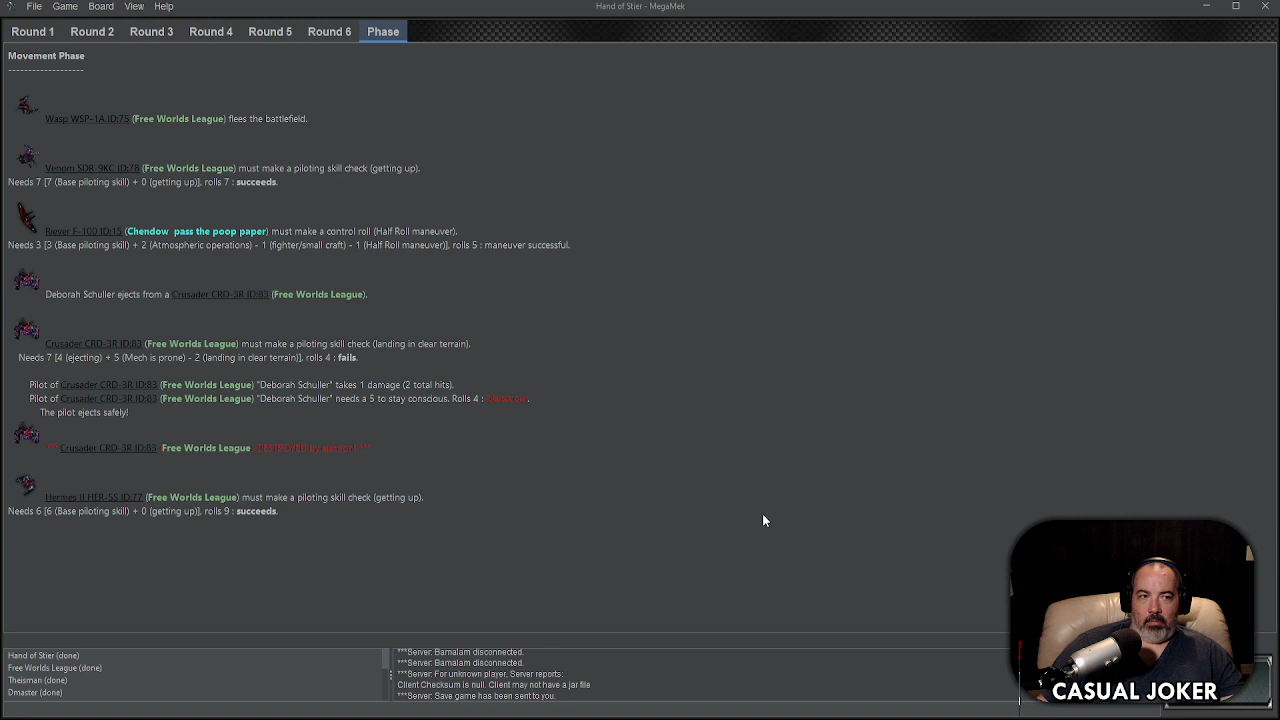 Hand of Stier - MegaMek
File Game Board View Help
Round 1 Round 2 Round 3 Round 4 Round 5 Round 6 Phase
Movement Phase
-------------------
Wasp WSP-1A ID:75 (Free Worlds League) flees the battlefield.
Venom SDR-9KC ID:78 (Free Worlds League) must make a piloting skill check (getting up).
Needs 7 [7 (Base piloting skill) + 0 (getting up)], rolls 7 : succeeds.
Riever F-100 ID:15 (Chendow pass the poop paper) must make a control roll (Half Roll maneuver).
Needs 3 [3 (Base piloting skill) + 2 (Atmospheric operations) - 1 (fighter/small craft) - 1 (Half Roll maneuver)], rolls 5 : maneuver successful.
Deborah Schuller ejects from a Crusader CRD-3R ID:83 (Free Worlds League).
Crusader CRD-3R ID:83 (Free Worlds League) must make a piloting skill check (landing in clear terrain).
Needs 7 [4 (ejecting) + 5 (Mech is prone) - 2 (landing in clear terrain)], rolls 4 : fails.
Pilot of Crusader CRD-3R ID:83 (Free Worlds League) "Deborah Schuller" takes 1 damage (2 total hits).
Pilot of Crusader CRD-3R ID:83 (Free Worlds League) "Deborah Schuller" needs a 5 to stay conscious. Rolls 4 :
The pilot ejects safely!
*** Crusader CRD-3R ID:83 (Free Worlds League) DESTROYED by ***
Hermes II HER-5S ID:77 (Free Worlds League) must make a piloting skill check (getting up).
Needs 6 [6 (Base piloting skill) + 0 (getting up)], rolls 9 : succeeds.
Hand of Stier (done)
Free Worlds League (done)
Theisman (done)
Dmaster (done)
***Server: Bamalam disconnected.
***Server: Bamalam disconnected.
***Server: For unknown player, Server reports:
Client Checksum is null. Client may not have a jar file
***Server: Save game has been sent to you.
CASUAL JOKER